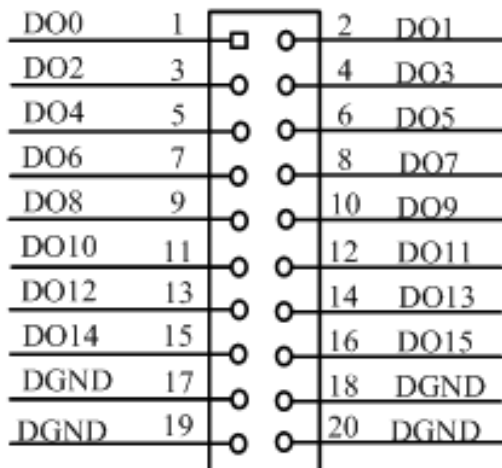 DO0 1 2 DO1
DO2 3 4 DO3
DO4 5 6 DO5
DO6 7 8 DO7
DO8 9 10 DO9
DO10 11 12 DO11
DO12 13 14 DO13
DO14 15 16 DO15
DGND 17 18 DGND
DGND 19 20 DGND